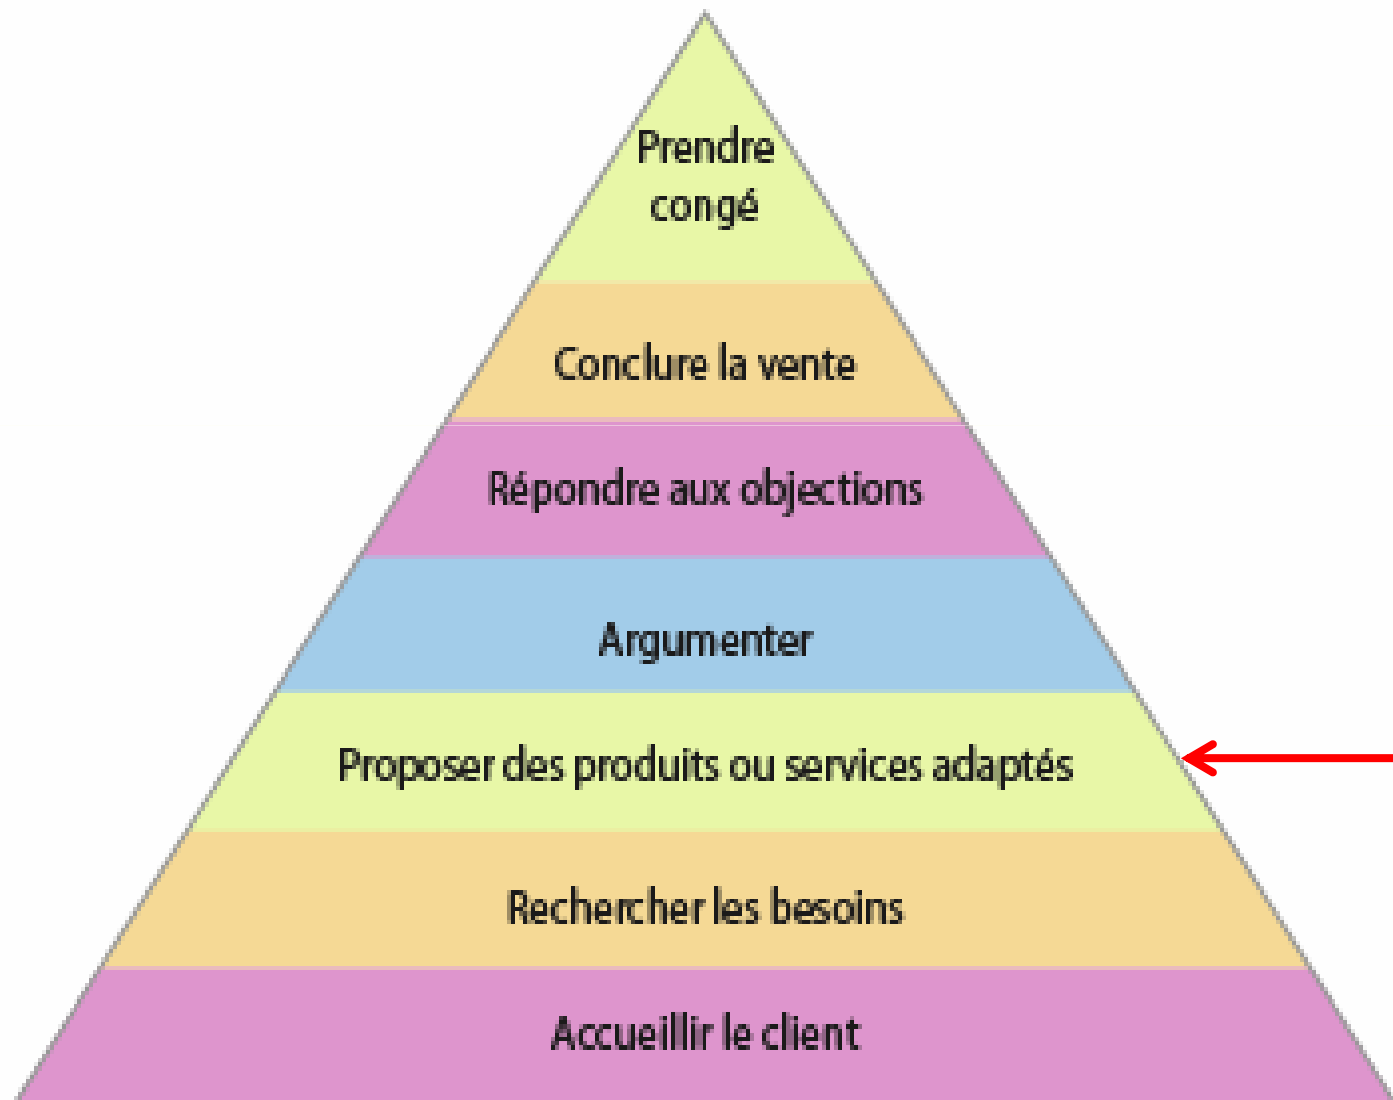 Prendre
congé
Conclure la vente
Répondre aux objections
Argumenter
Proposer des produits ou services adaptés
Rechercher les besoins
Accueillir le client